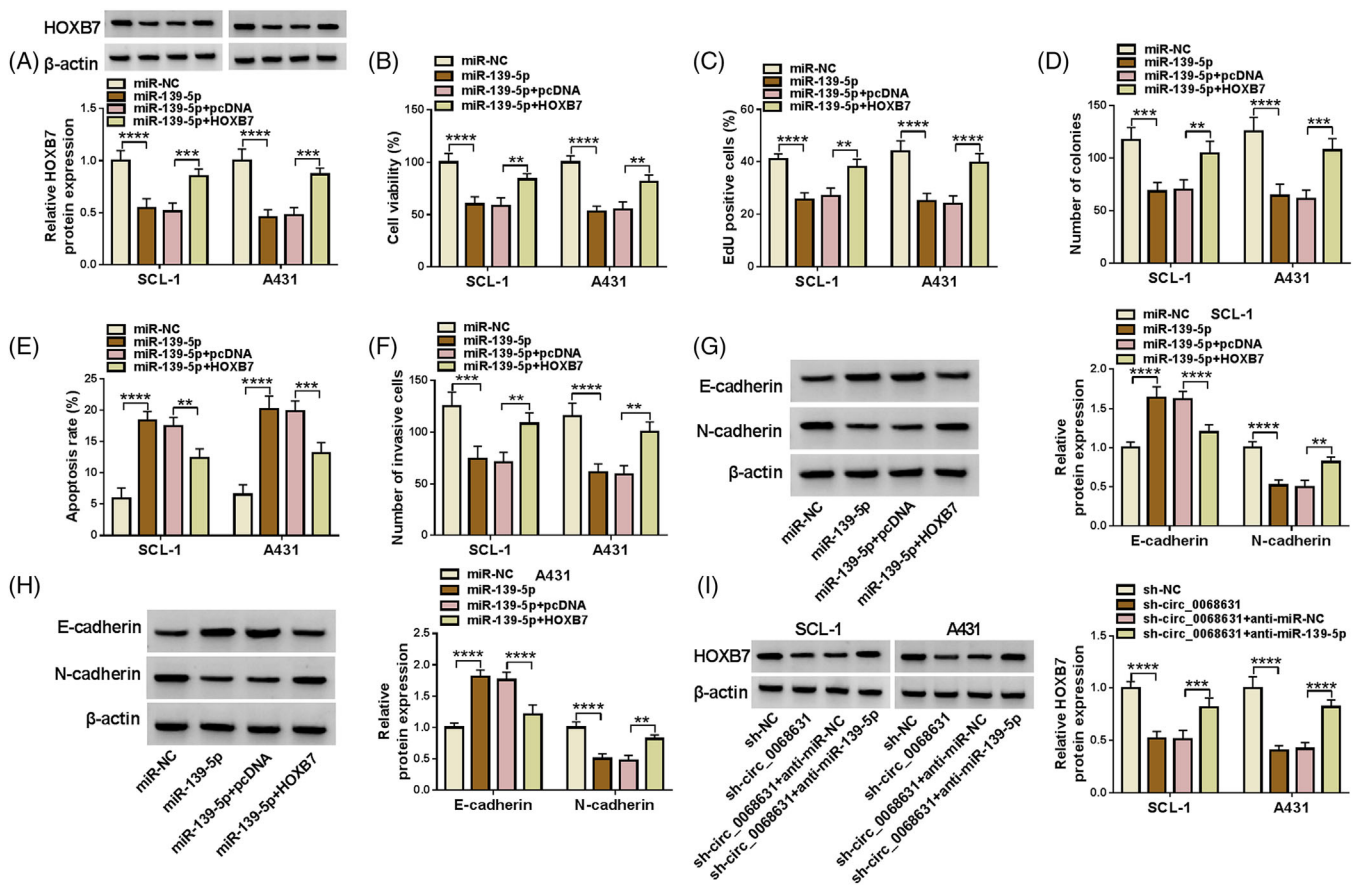 (A)
HOXB7
β-actin
miR-NC
miR-139-5p
miR-139-5p+pcDNA
miR-139-5p+HOXB7
Relative HOXB7
protein expression
1.5
1.0
0.5
0.0
**** *** **** ***
SCL-1 A431
(B)
miR-NC
miR-139-5p
miR-139-5p+pcDNA
miR-139-5p+HOXB7
Cell viability (%)
150
100
50
0
**** ** **** **
SCL-1 A431
(C)
miR-NC
miR-139-5p
miR-139-5p+pcDNA
miR-139-5p+HOXB7
EdU positive cells (%)
60
40
20
0
**** ** **** ****
SCL-1 A431
(D)
miR-NC
miR-139-5p
miR-139-5p+pcDNA
miR-139-5p+HOXB7
Number of colonies
150
100
50
0
*** ** **** ***
SCL-1 A431
(E)
miR-NC
miR-139-5p
miR-139-5p+pcDNA
miR-139-5p+HOXB7
Apoptosis rate (%)
25
20
15
10
5
0
**** ** **** ***
SCL-1 A431
(F)
miR-NC
miR-139-5p
miR-139-5p+pcDNA
miR-139-5p+HOXB7
Number of invasive cells
150
100
50
0
*** ** **** **
SCL-1 A431
(G)
E-cadherin
N-cadherin
β-actin
miR-NC
miR-139-5p
miR-139-5p+pcDNA
miR-139-5p+HOXB7
miR-NC SCL-1
miR-139-5p
miR-139-5p+pcDNA
miR-139-5p+HOXB7
Relative
protein expression
2.0
1.5
1.0
0.5
0.0
**** **** **** **
E-cadherin N-cadherin
(H)
E-cadherin
N-cadherin
β-actin
miR-NC
miR-139-5p
miR-139-5p+pcDNA
miR-139-5p+HOXB7
miR-NC A431
miR-139-5p
miR-139-5p+pcDNA
miR-139-5p+HOXB7
Relative
protein expression
2.5
2.0
1.5
1.0
0.5
0.0
**** **** **** **
E-cadherin N-cadherin
(I)
SCL-1 A431
HOXB7
β-actin
sh-NC
sh-circ_0068631
sh-circ_0068631+anti-miR-NC
sh-circ_0068631+anti-miR-139-5p
sh-NC
sh-circ_0068631
sh-circ_0068631+anti-miR-NC
sh-circ_0068631+anti-miR-139-5p
sh-NC
sh-circ_0068631
sh-circ_0068631+anti-miR-NC
sh-circ_0068631+anti-miR-139-5p
Relative HOXB7
protein expression
1.5
1.0
0.5
0.0
**** *** **** ****
SCL-1 A431